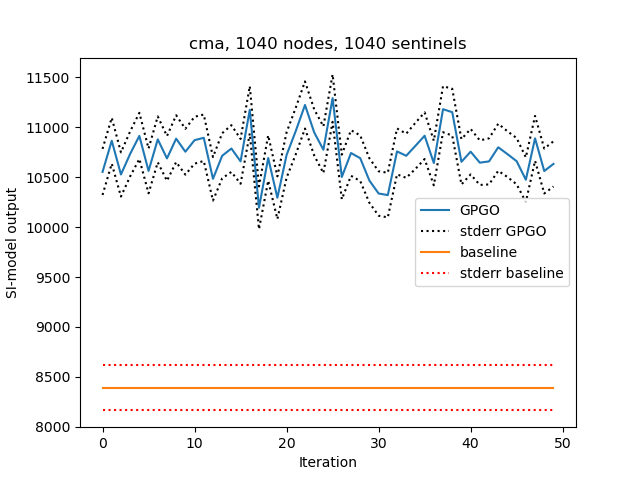 cma, 1040 nodes, 1040 sentinels
SI-model output
11500
11000
10500
10000
9500
9000
8500
8000
GPGO
stderr GPGO
baseline
stderr baseline
0 10 20 30 40 50
Iteration